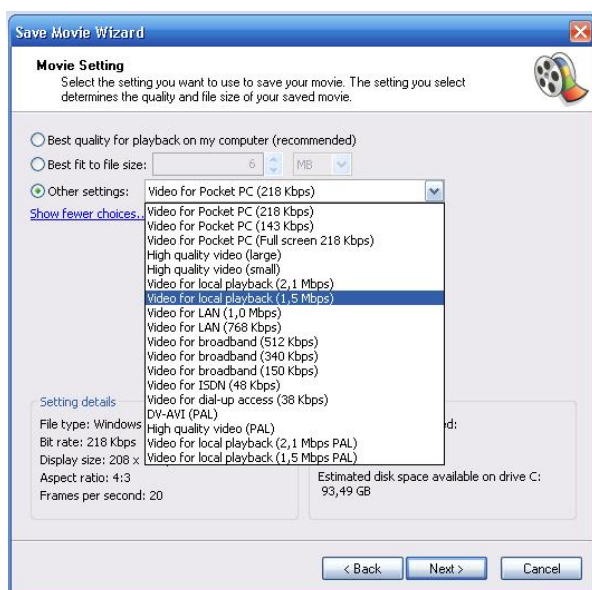 Save Movie Wizard
Movie Setting
Select the setting you want to use to save your movie. The setting you select
determines the quality and file size of your saved movie.
Best quality for playback on my computer (recommended)
Best fit to file size: 6 MB
Other settings: Video for Pocket PC (218 Kbps)
Show fewer choices..
Video for Pocket PC (218 Kbps)
Video for Pocket PC (143 Kbps)
Video for Pocket PC (Full screen 218 Kbps)
High quality video (large)
High quality video (small)
Video for local playback (2,1 Mbps)
Video for local playback (1,5 Mbps)
Video for LAN (1,0 Mbps)
Video for LAN (768 Kbps)
Video for broadband (512 Kbps)
Video for broadband (340 Kbps)
Video for broadband (150 Kbps)
Video for ISDN (48 Kbps)
Video for dial-up access (38 Kbps)
DV-AVI (PAL)
High quality video (PAL)
Video for local playback (2,1 Mbps PAL)
Video for local playback (1,5 Mbps PAL)
Setting details
File type: Windows
Bit rate: 218 Kbps
Display size: 208 x
Aspect ratio: 4:3
Frames per second: 20
d:
Estimated disk space available on drive C:
93,49 GB
< Back Next > Cancel